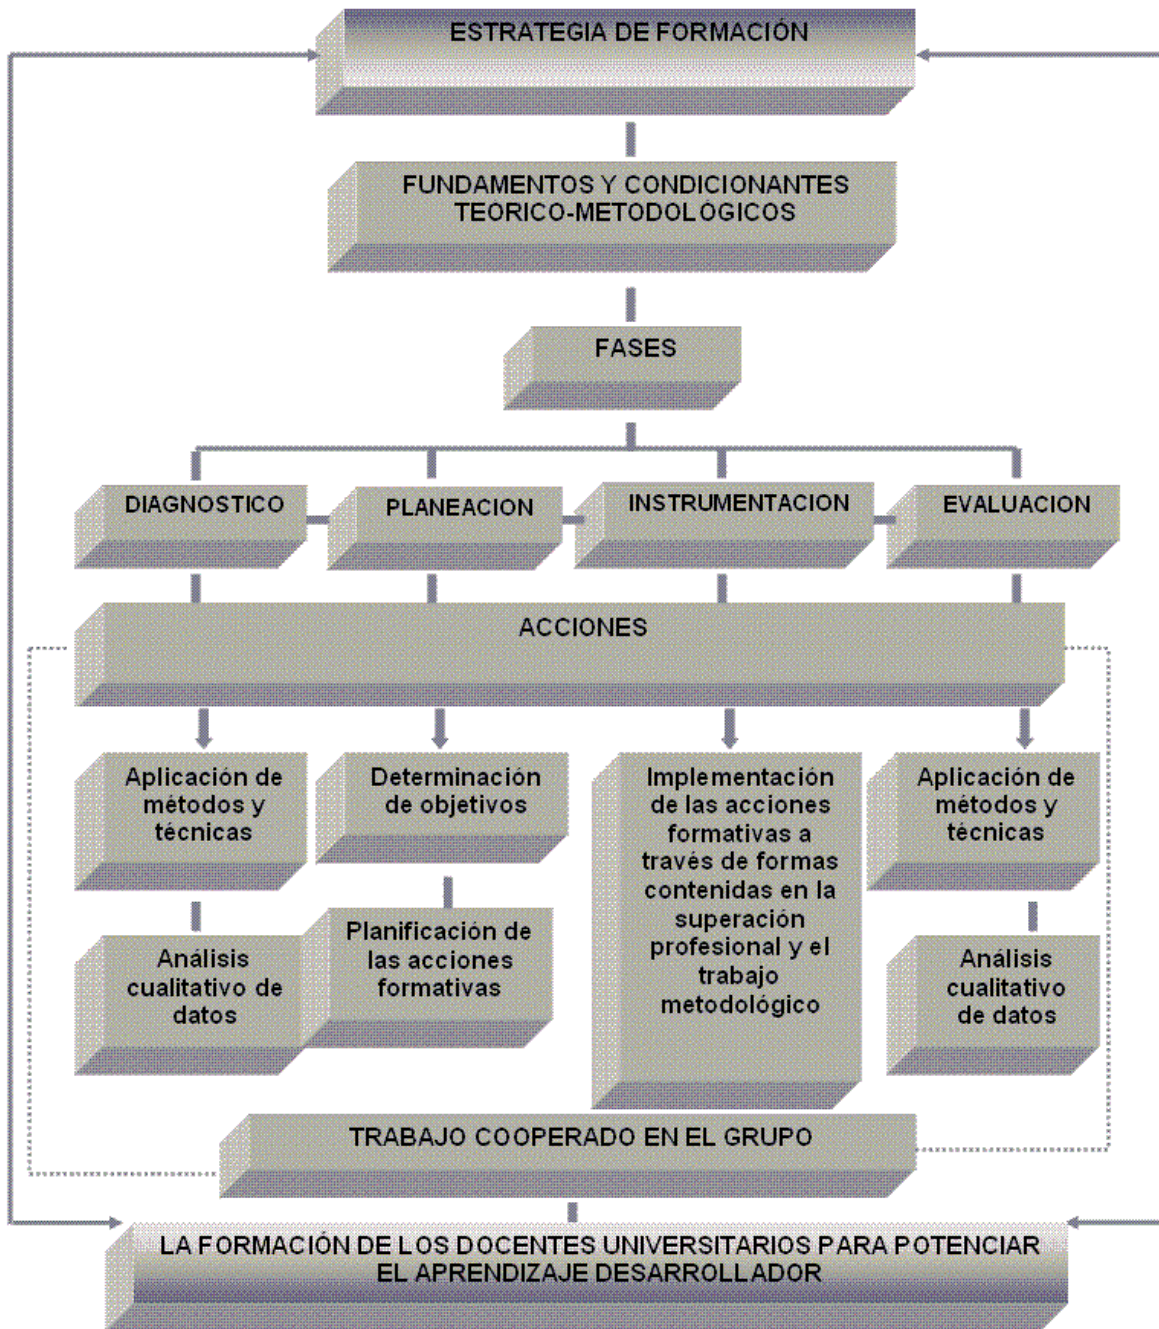 ESTRATEGIA DE FORMACIÓN
FUNDAMENTOS Y CONDICIONANTES
TEÓRICO-METODOLÓGICOS
FASES
DIAGNOSTICO
PLANEACION
INSTRUMENTACION
EVALUACION
ACCIONES
Aplicación de
métodos y
técnicas
Determinación
de objetivos
Implementación
de las acciones
formativas a
través de formas
contenidas en la
superación
profesional y el
trabajo
metodológico
Aplicación de
métodos y
técnicas
Análisis
cualitativo de
datos
Planificación de
las acciones
formativas
Análisis
cualitativo
de datos
TRABAJO COOPERADO EN EL GRUPO
LA FORMACIÓN DE LOS DOCENTES UNIVERSITARIOS PARA POTENCIAR
EL APRENDIZAJE DESARROLLADOR